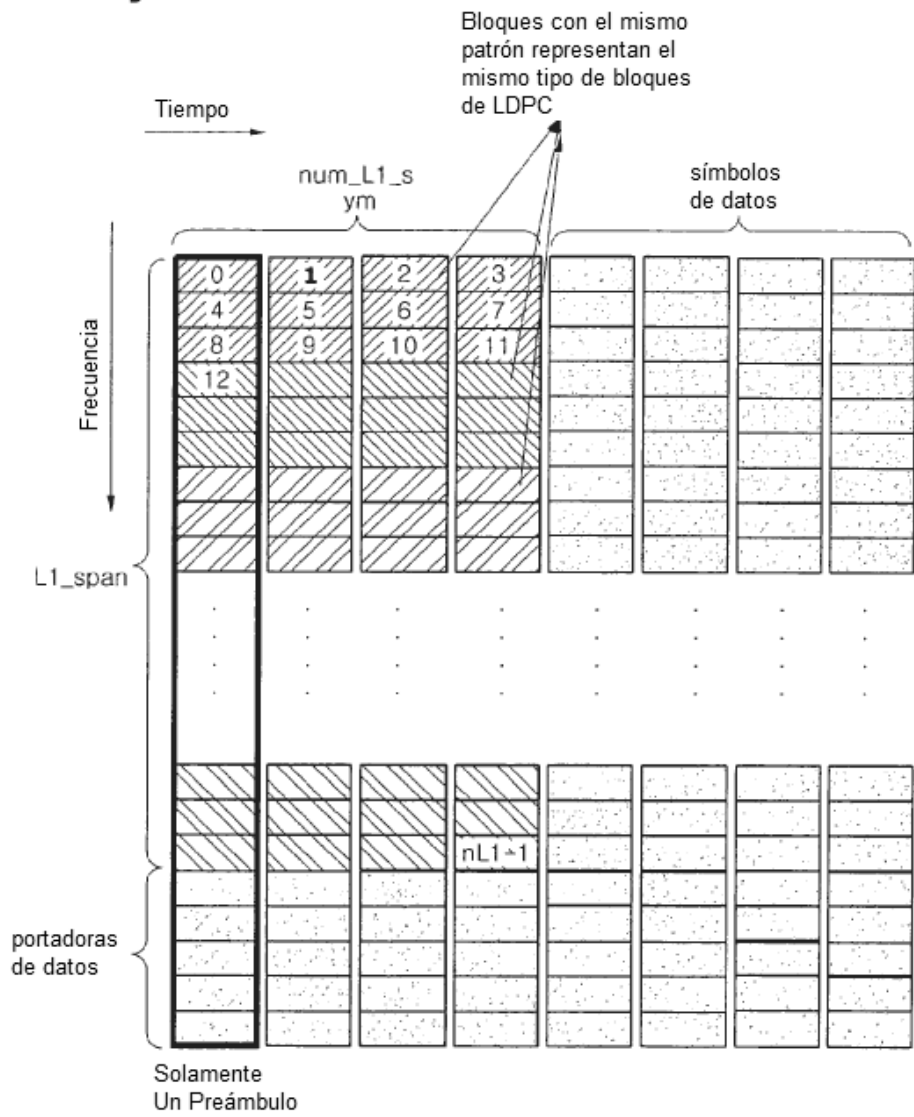 Bloques con el mismo
patrón representan el
mismo tipo de bloques
de LDPC
Tiempo
num_L1_s
ym
símbolos
de datos
Frecuencia
0 1 2 3
4 5 6 7
8 9 10 11
12
L1_span
nL1-1
portadoras
de datos
Solamente
Un Preámbulo